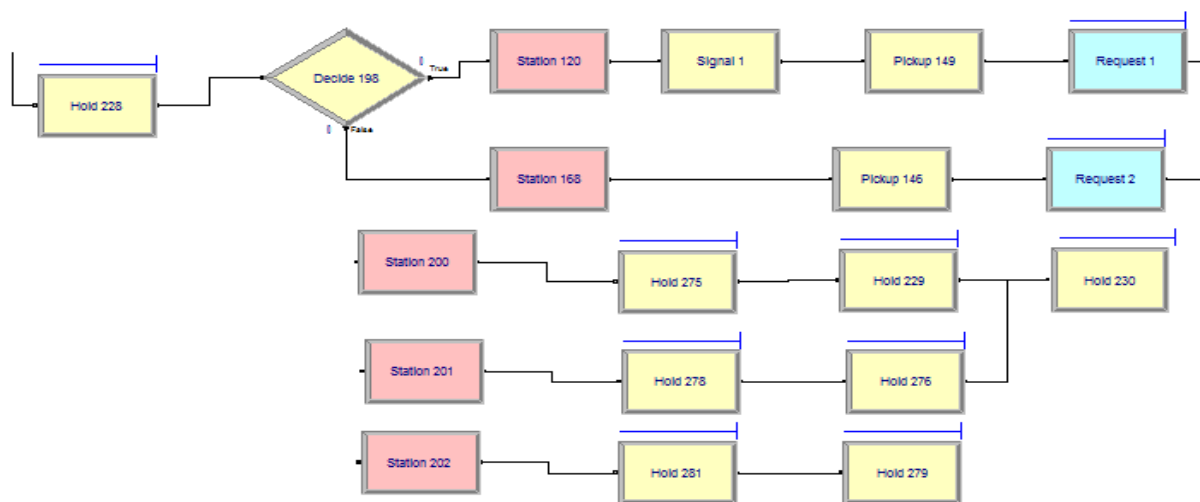 Hold 228
Decide 198
0
True
0
False
Station 120
Signal 1
Pickup 149
Request 1
Station 168
Pickup 146
Request 2
Station 200
Hold 275
Hold 229
Hold 230
Station 201
Hold 278
Hold 276
Station 202
Hold 281
Hold 279